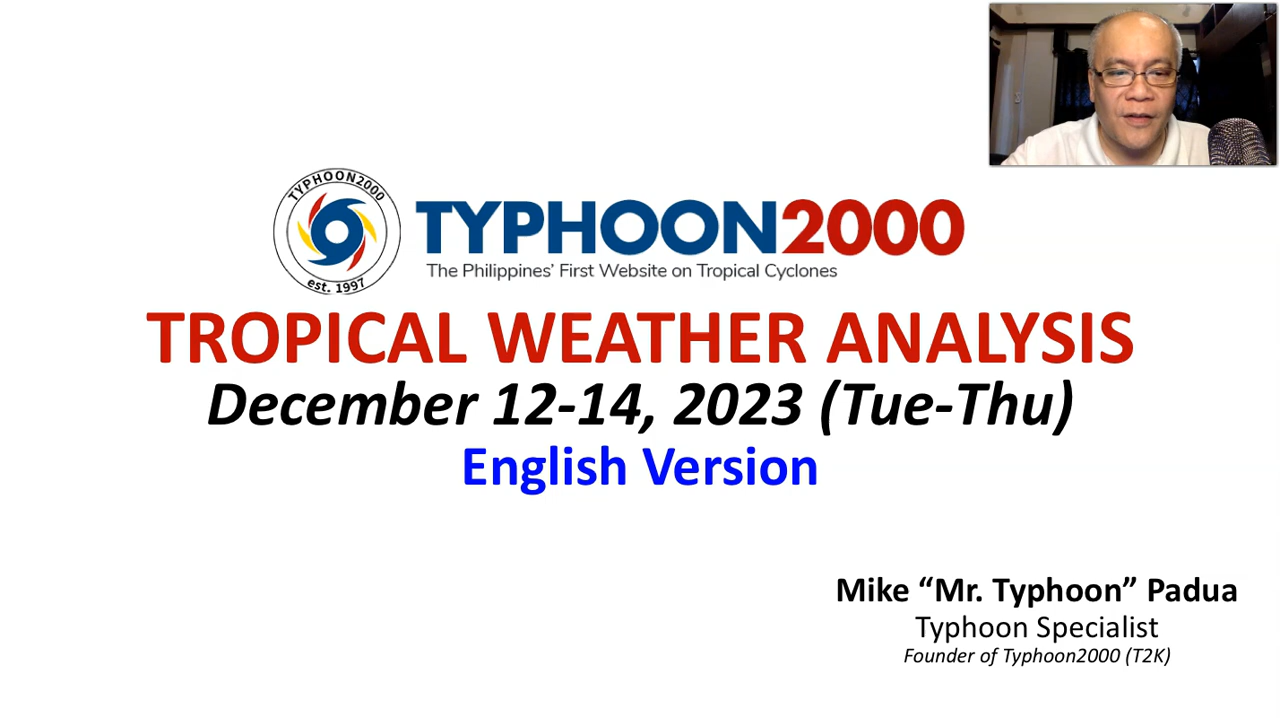 TYPHOON2000
est. 1997
TYPHOON2000
The Philippines' First Website on Tropical Cyclones
TROPICAL WEATHER ANALYSIS
December 12-14, 2023 (Tue-Thu)
English Version
Mike “Mr. Typhoon” Padua
Typhoon Specialist
Founder of Typhoon2000 (T2K)